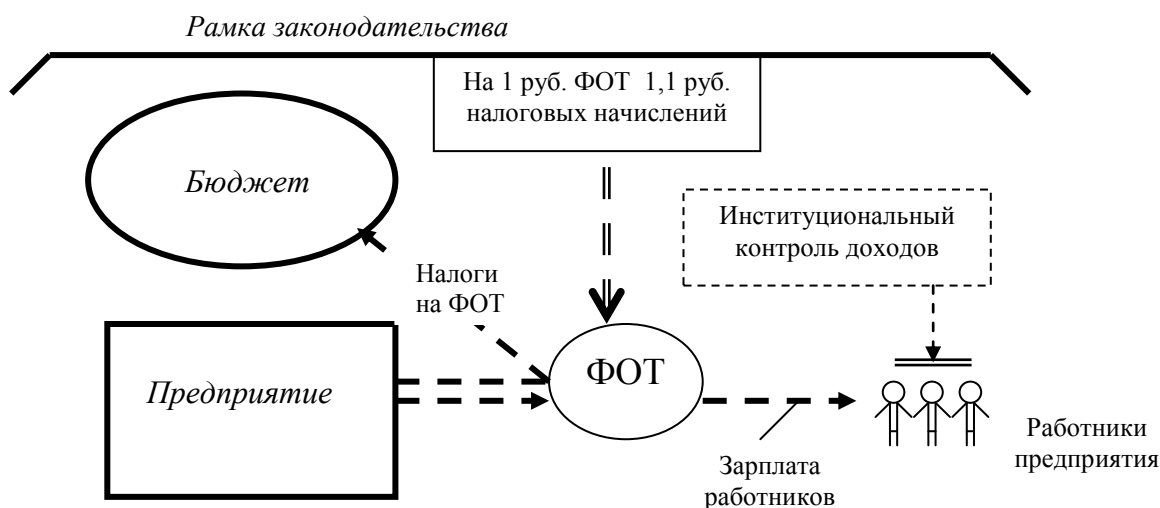 Рамка законодательства
На 1 руб. ФОТ 1,1 руб.
налоговых начислений
Бюджет
Институциональный
контроль доходов
Налоги
на ФОТ
Предприятие
ФОТ
Зарплата
работников
Работники
предприятия